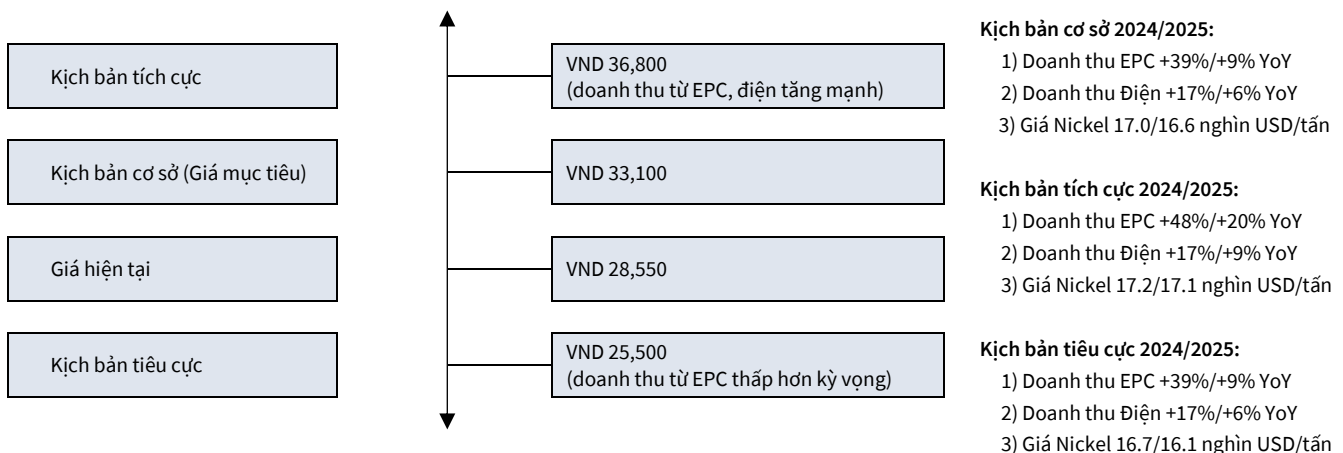 Kịch bản tích cực
VND 36,800
(doanh thu từ EPC, điện tăng mạnh)
Kịch bản cơ sở (Giá mục tiêu)
VND 33,100
Giá hiện tại
VND 28,550
Kịch bản tiêu cực
VND 25,500
(doanh thu từ EPC thấp hơn kỳ vọng)
Kịch bản cơ sở 2024/2025:
1) Doanh thu EPC +39%/+9% YoY
2) Doanh thu Điện +17%/+6% YoY
3) Giá Nickel 17.0/16.6 nghìn USD/tấn
Kịch bản tích cực 2024/2025:
1) Doanh thu EPC +48%/+20% YoY
2) Doanh thu Điện +17%/+9% YoY
3) Giá Nickel 17.2/17.1 nghìn USD/tấn
Kịch bản tiêu cực 2024/2025:
1) Doanh thu EPC +39%/+9% YoY
2) Doanh thu Điện +17%/+6% YoY
3) Giá Nickel 16.7/16.1 nghìn USD/tấn